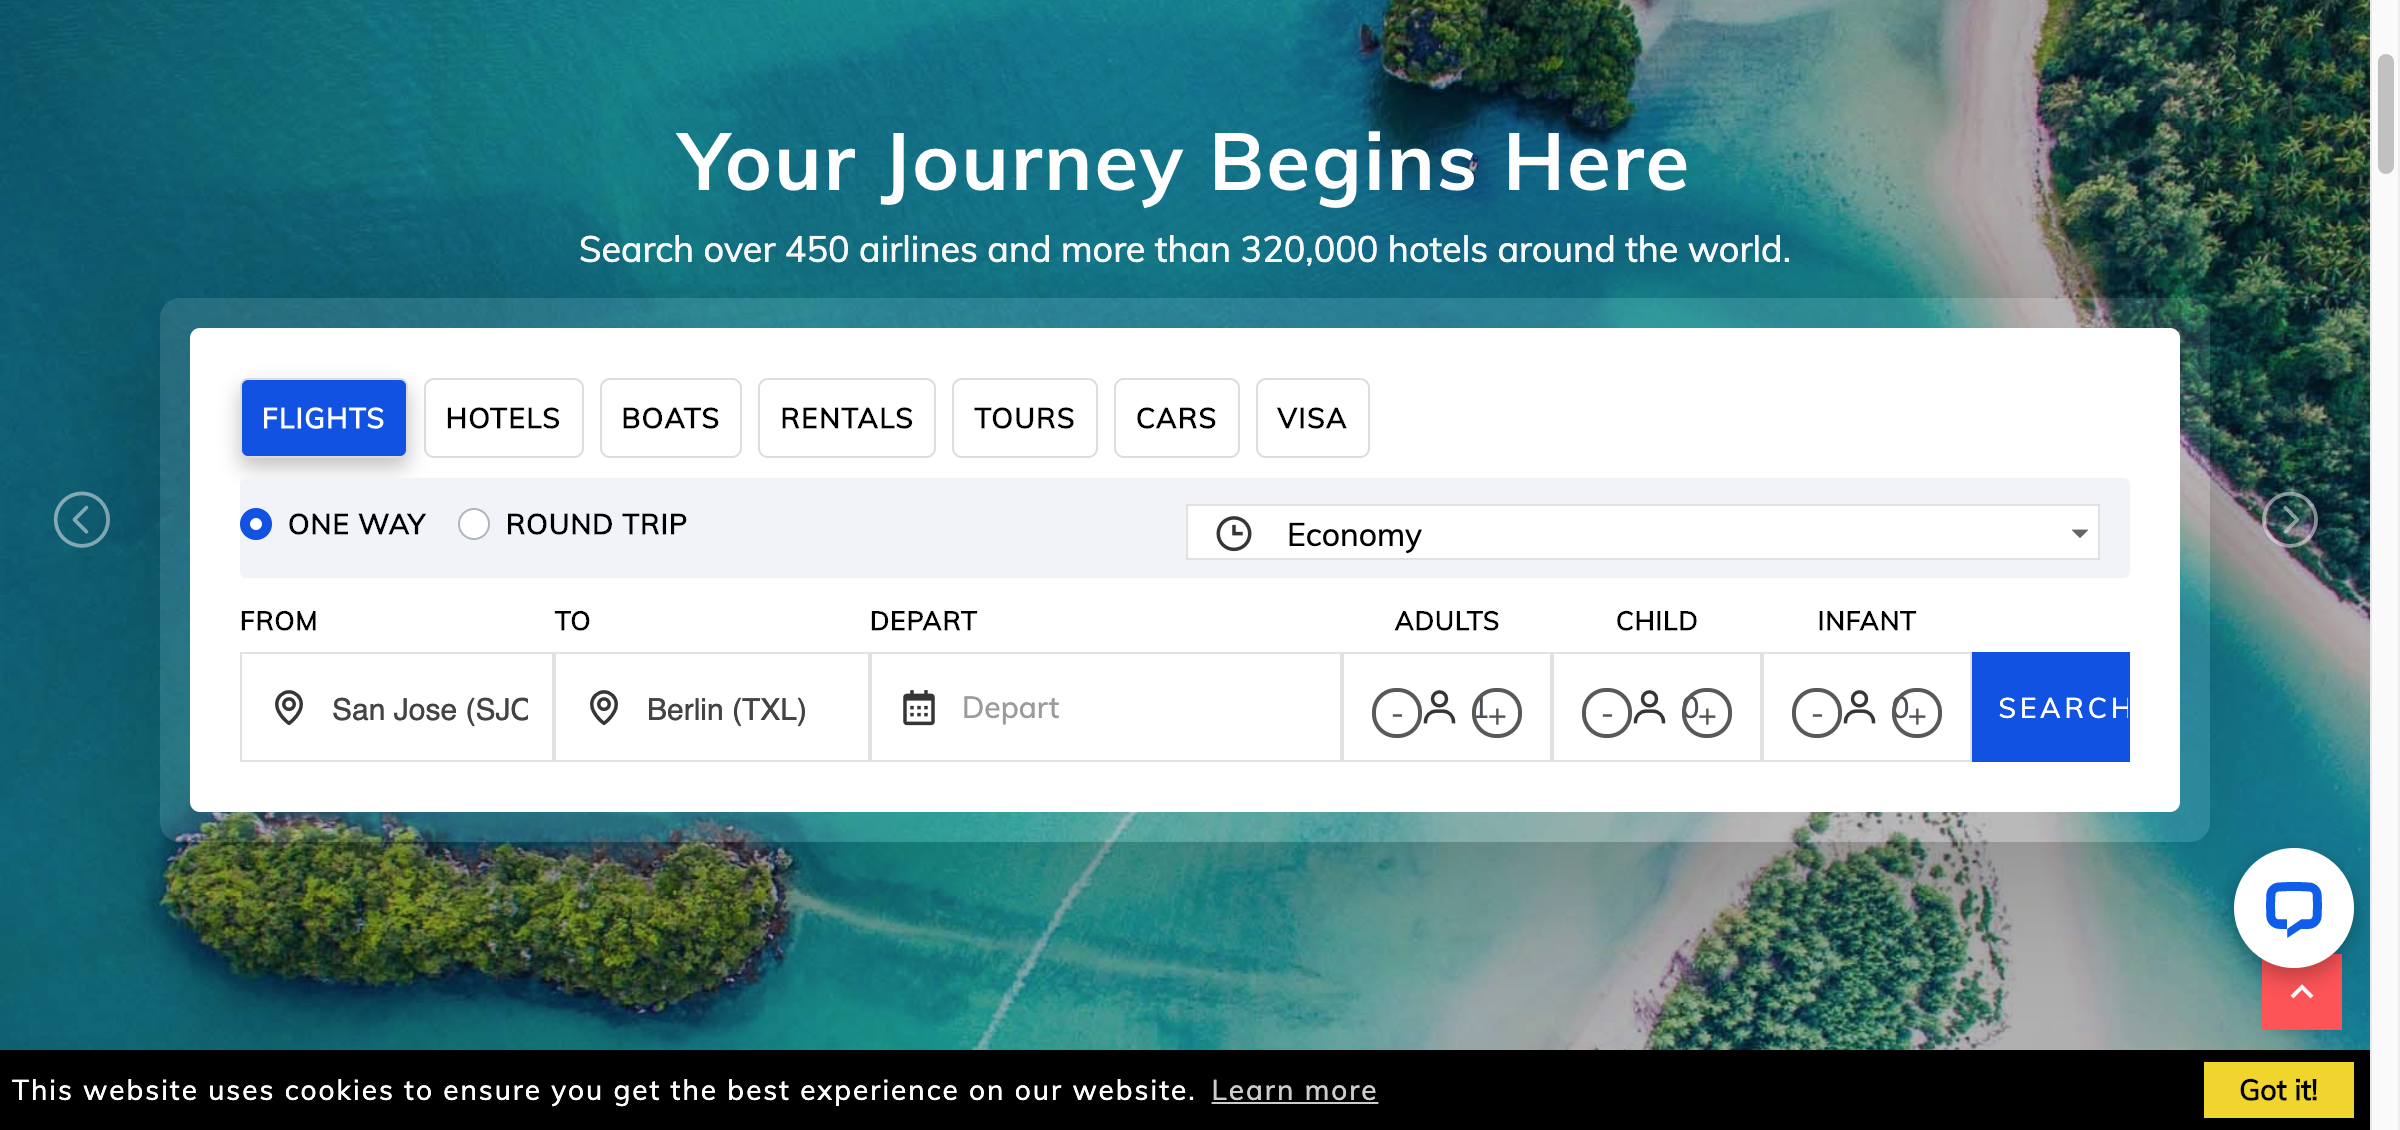 Your Journey Begins Here
Search over 450 airlines and more than 320,000 hotels around the world.
FLIGHTS HOTELS BOATS RENTALS TOURS CARS VISA
ONE WAY ROUND TRIP Economy
FROM TO DEPART ADULTS CHILD INFANT
San Jose (SJC Berlin (TXL) Depart - 1 + - 0 + - 0 + SEARCH
This website uses cookies to ensure you get the best experience on our website. Learn more Got it!